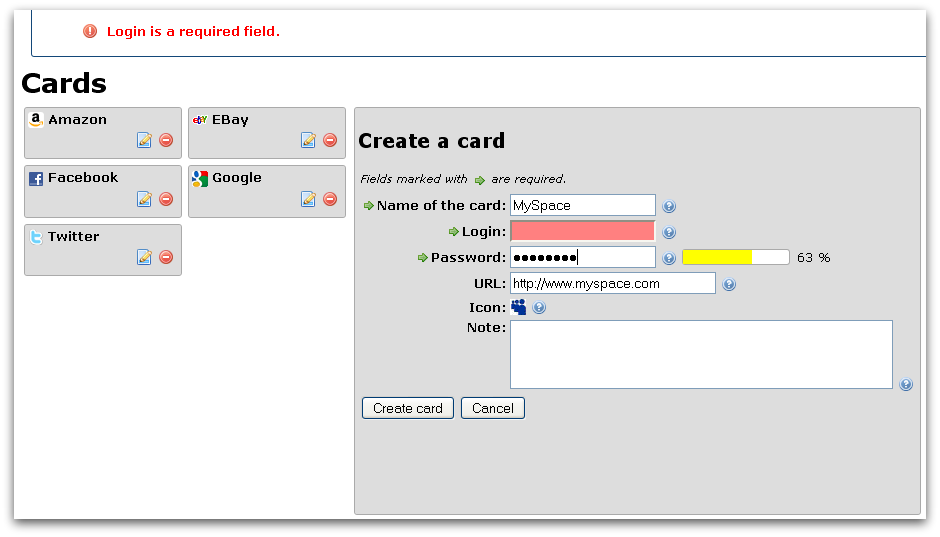 Login is a required field.
Cards
Amazon
EBay
Facebook
Google
Twitter
Create a card
Fields marked with are required.
Name of the card: MySpace
Login:
Password: ●●●●●●●● 63 %
URL: http://www.myspace.com
Icon:
Note:
Create card Cancel